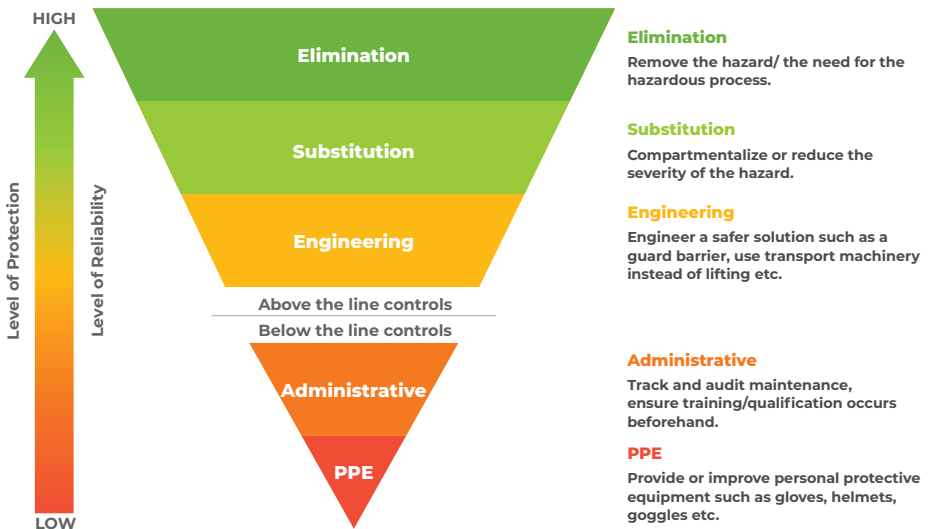 HIGH
Level of Protection
Level of Reliability
LOW
Elimination
Substitution
Engineering
Above the line controls
Below the line controls
Administrative
PPE
Elimination
Remove the hazard/ the need for the
hazardous process.
Substitution
Compartmentalize or reduce the
severity of the hazard.
Engineering
Engineer a safer solution such as a
guard barrier, use transport machinery
instead of lifting etc.
Administrative
Track and audit maintenance,
ensure training/qualification occurs
beforehand.
PPE
Provide or improve personal protective
equipment such as gloves, helmets,
goggles etc.